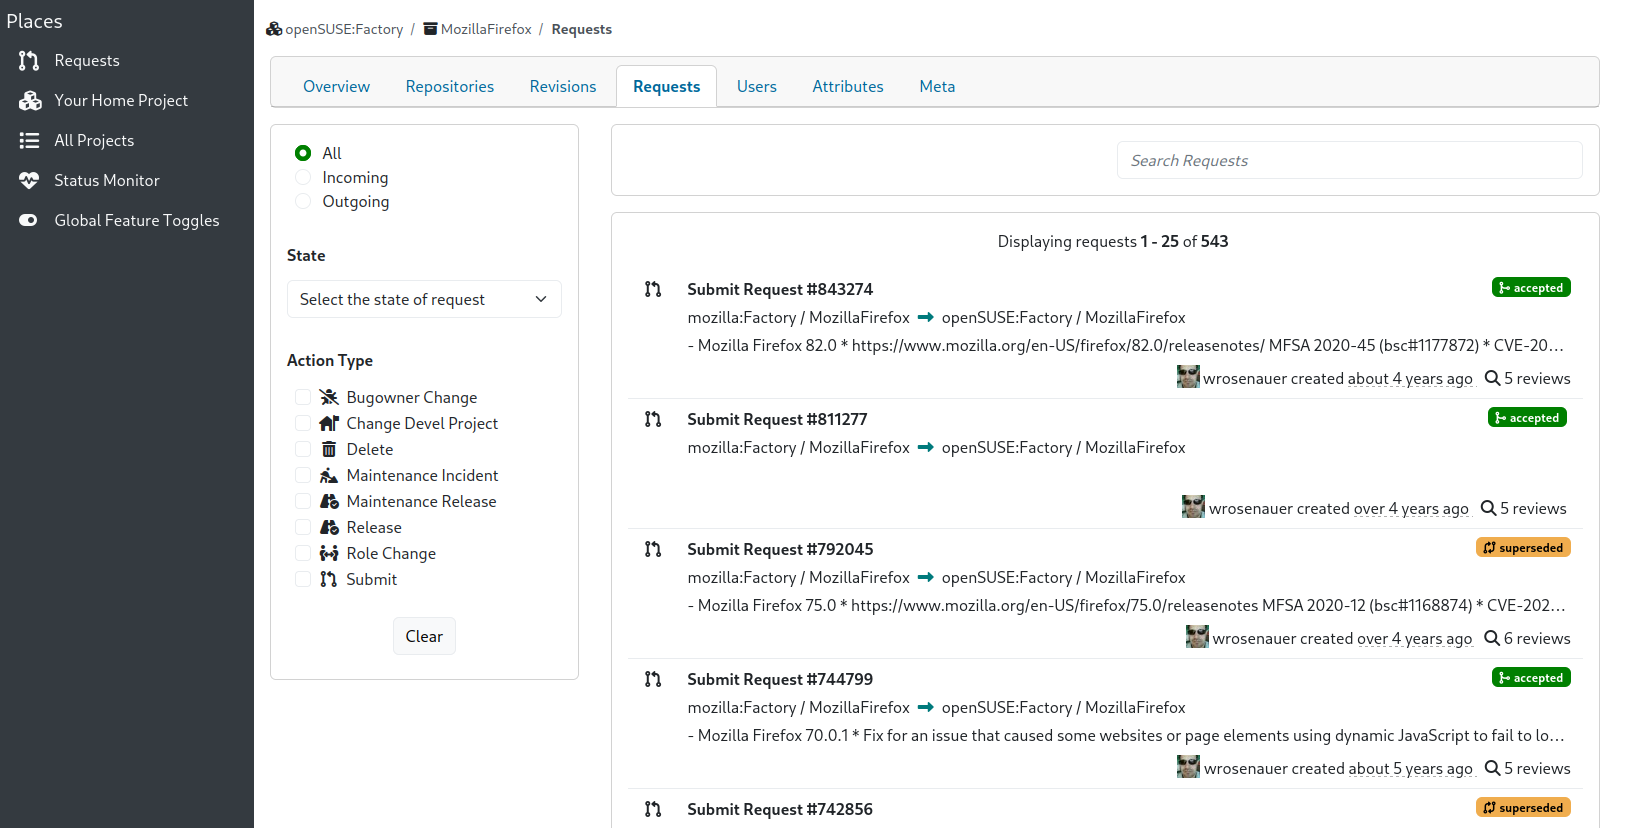 Places
Requests
Your Home Project
All Projects
Status Monitor
Global Feature Toggles
openSUSE:Factory / MozillaFirefox / Requests
Overview Repositories Revisions Requests Users Attributes Meta
All
Incoming
Outgoing
State
Select the state of request
Action Type
Bugowner Change
Change Devel Project
Delete
Maintenance Incident
Maintenance Release
Release
Role Change
Submit
Clear
Search Requests
Displaying requests 1 - 25 of 543
Submit Request #843274 accepted
mozilla:Factory / MozillaFirefox openSUSE:Factory / MozillaFirefox
- Mozilla Firefox 82.0 * https://www.mozilla.org/en-US/firefox/82.0/releasenotes/ MFSA 2020-45 (bsc#1177872) * CVE-20…
wrosenauer created about 4 years ago 5 reviews
Submit Request #811277 accepted
mozilla:Factory / MozillaFirefox openSUSE:Factory / MozillaFirefox
wrosenauer created over 4 years ago 5 reviews
Submit Request #792045 superseded
mozilla:Factory / MozillaFirefox openSUSE:Factory / MozillaFirefox
- Mozilla Firefox 75.0 * https://www.mozilla.org/en-US/firefox/75.0/releasenotes MFSA 2020-12 (bsc#1168874) * CVE-202…
wrosenauer created over 4 years ago 6 reviews
Submit Request #744799 accepted
mozilla:Factory / MozillaFirefox openSUSE:Factory / MozillaFirefox
- Mozilla Firefox 70.0.1 * Fix for an issue that caused some websites or page elements using dynamic JavaScript to fail to lo…
wrosenauer created about 5 years ago 5 reviews
Submit Request #742856 superseded